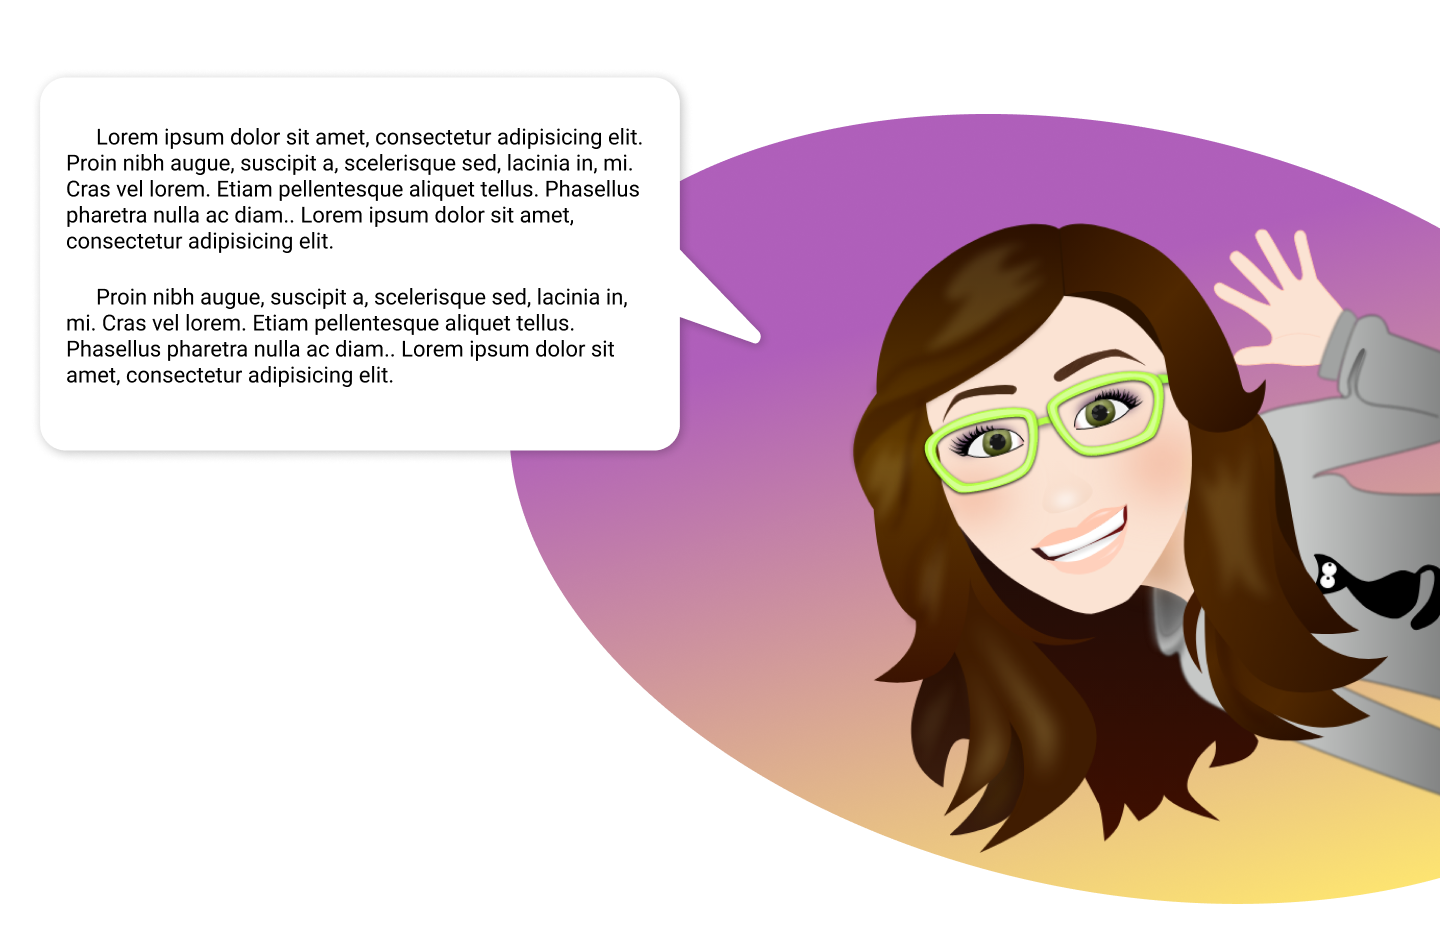 Lorem ipsum dolor sit amet, consectetur adipisicing elit.
Proin nibh augue, suscipit a, scelerisque sed, lacinia in, mi.
Cras vel lorem. Etiam pellentesque aliquet tellus. Phasellus
pharetra nulla ac diam.. Lorem ipsum dolor sit amet,
consectetur adipisicing elit.
Proin nibh augue, suscipit a, scelerisque sed, lacinia in,
mi. Cras vel lorem. Etiam pellentesque aliquet tellus.
Phasellus pharetra nulla ac diam.. Lorem ipsum dolor sit
amet, consectetur adipisicing elit.